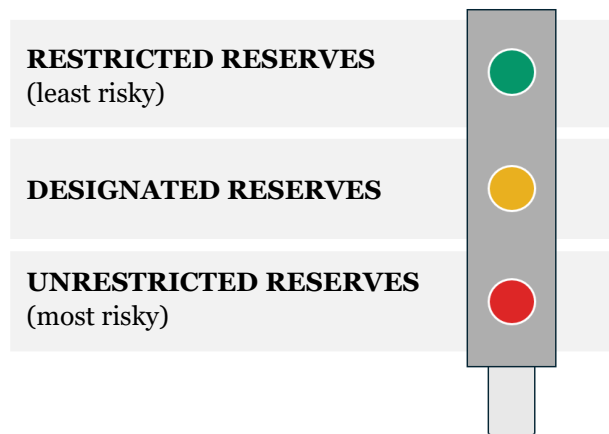 RESTRICTED RESERVES
(least risky)
DESIGNATED RESERVES
UNRESTRICTED RESERVES
(most risky)